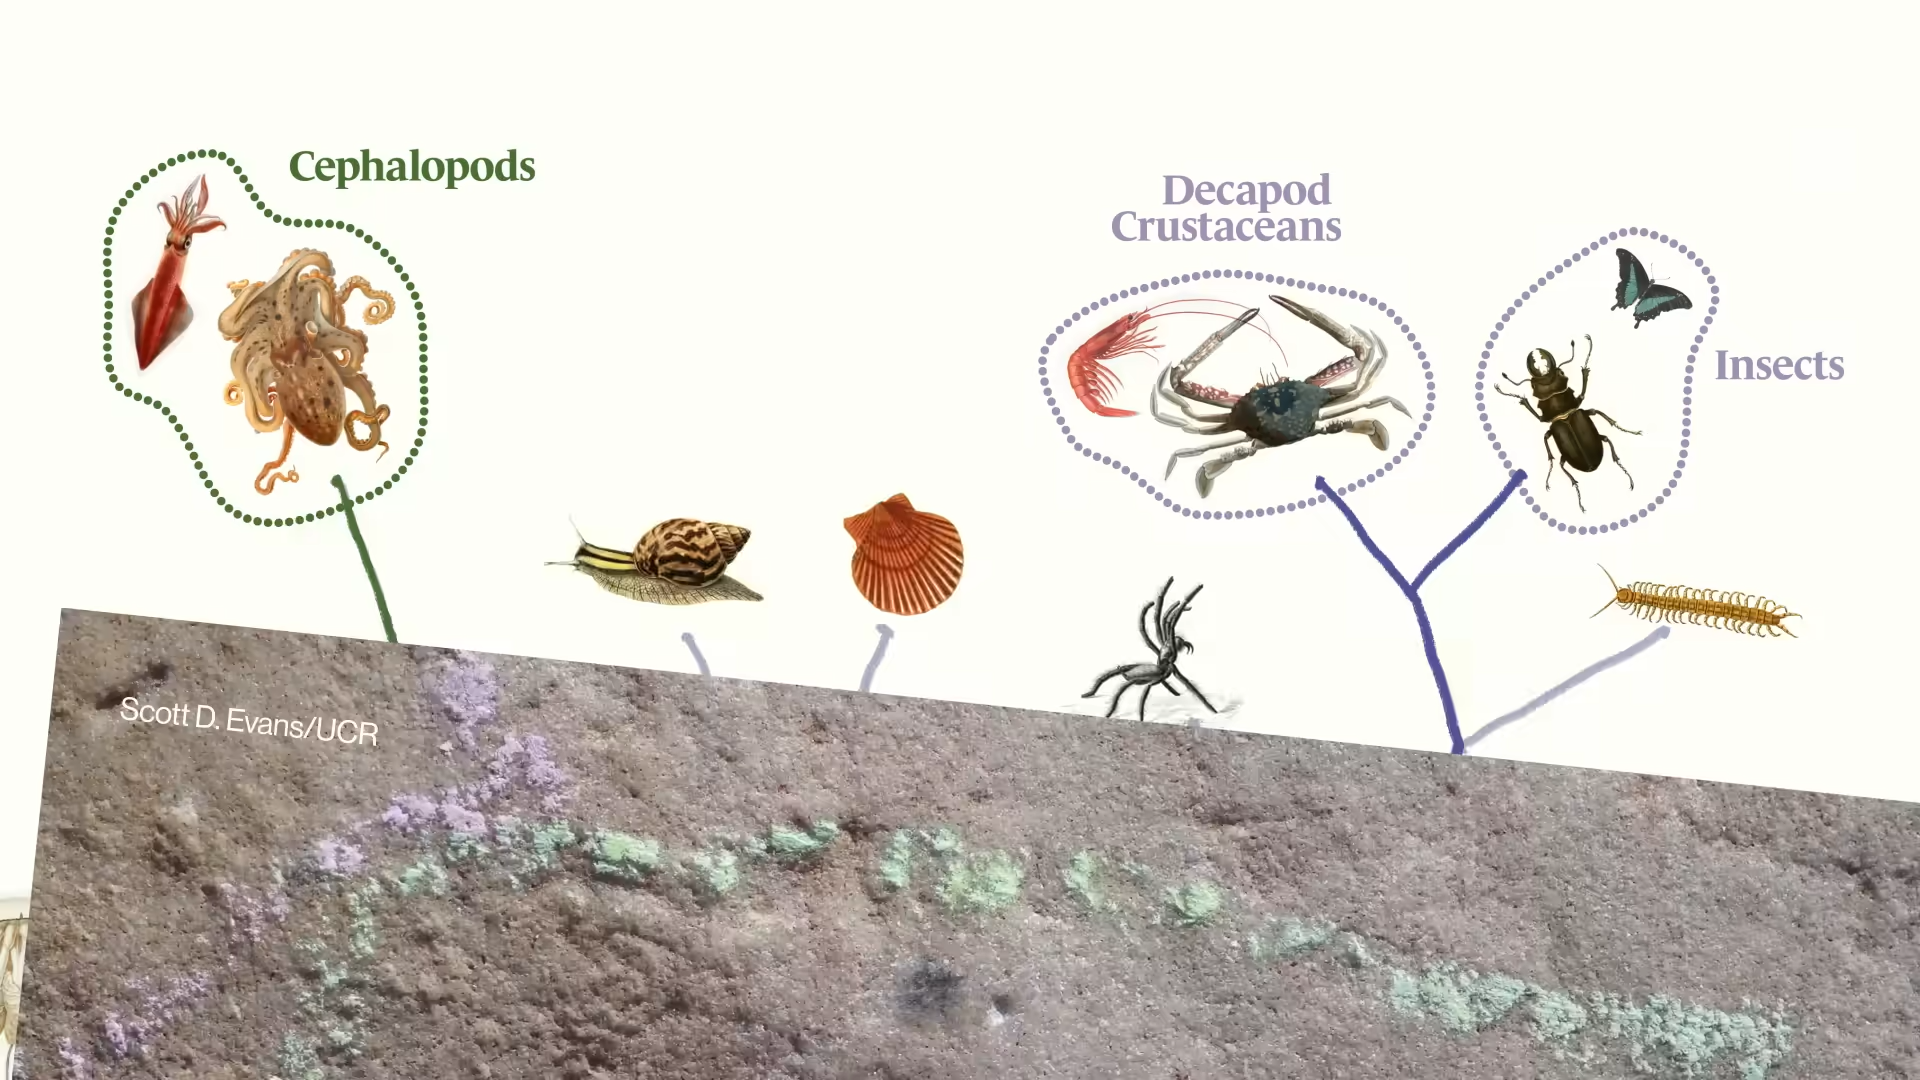 Cephalopods
Decapod
Crustaceans
Insects
Scott D. Evans/UCR